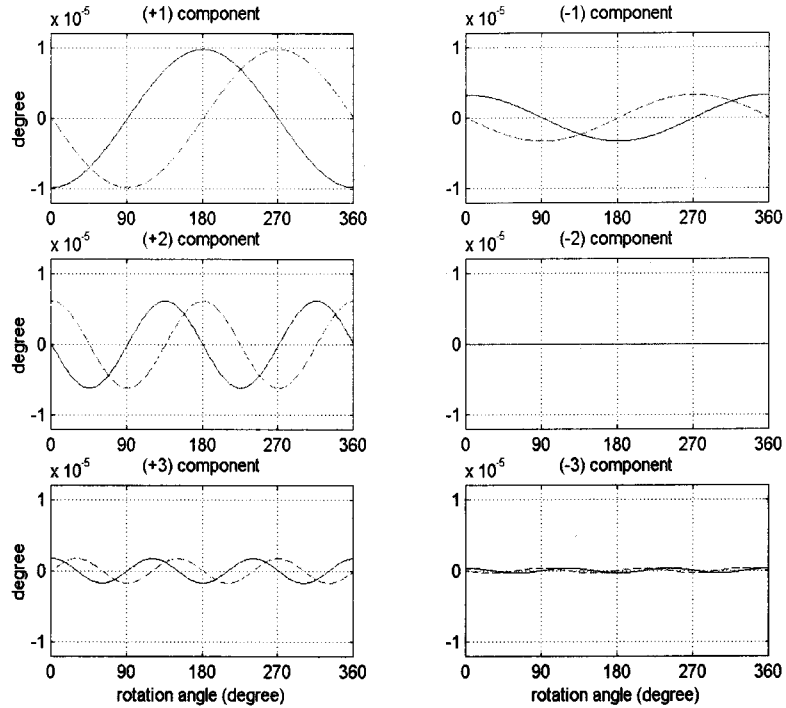 x 10⁻⁵ (+1) component
1
0
-1
degree
0 90 180 270 360
x 10⁻⁵ (-1) component
1
0
-1
0 90 180 270 360
x 10⁻⁵ (+2) component
1
0
-1
degree
0 90 180 270 360
x 10⁻⁵ (-2) component
1
0
-1
0 90 180 270 360
x 10⁻⁵ (+3) component
1
0
-1
degree
0 90 180 270 360
rotation angle (degree)
x 10⁻⁵ (-3) component
1
0
-1
0 90 180 270 360
rotation angle (degree)